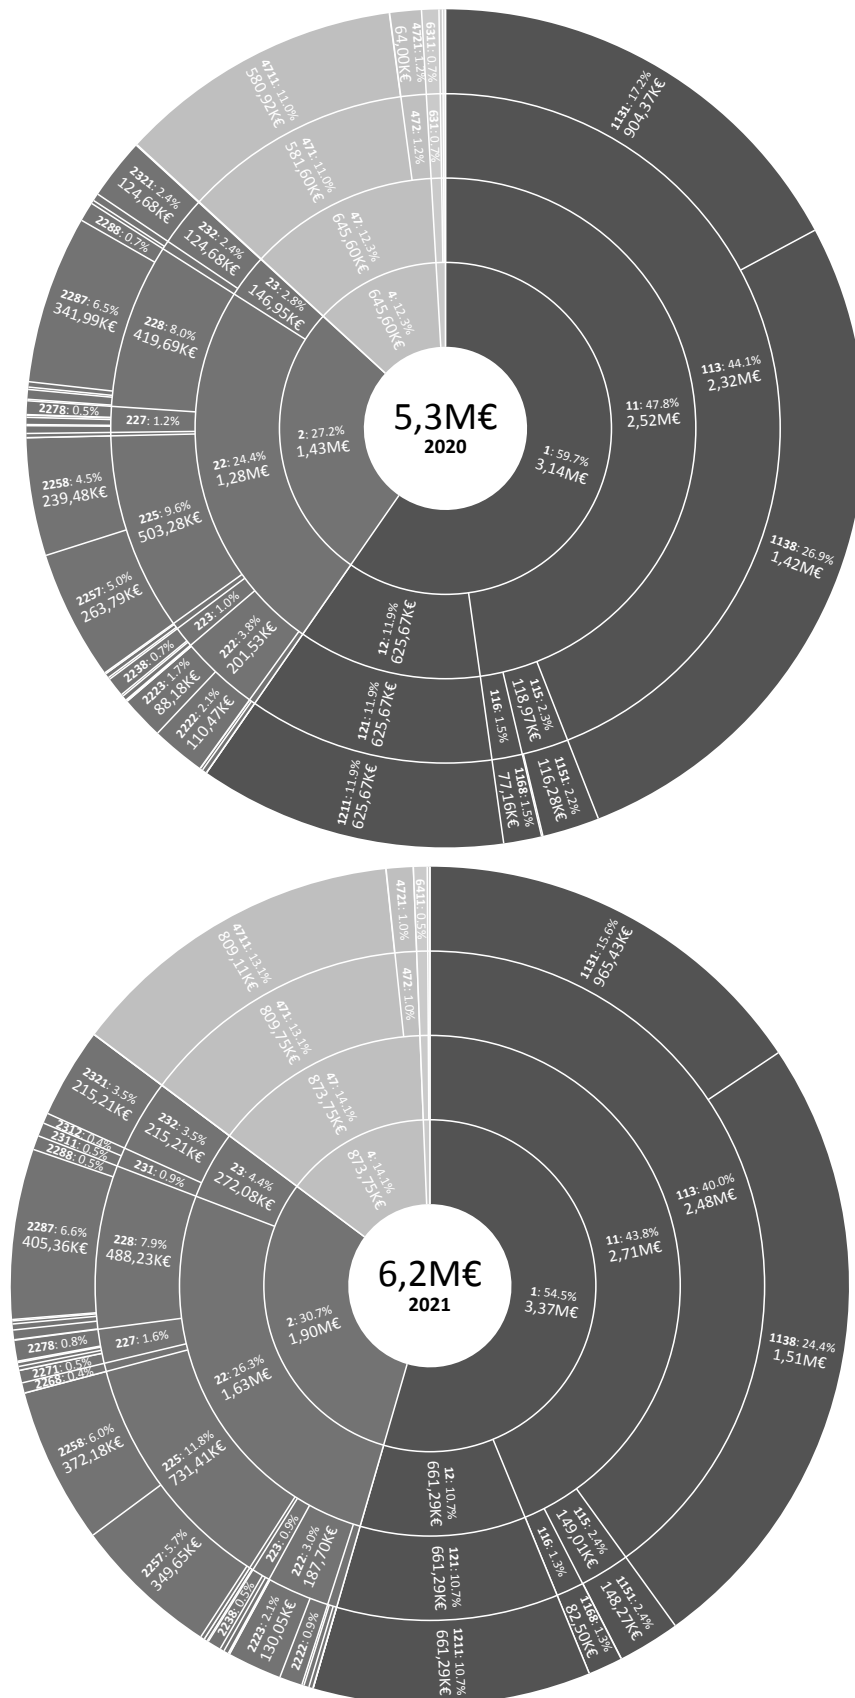 5,3M€
2020
1: 59.7%
3,14M€
2: 27.2%
1,43M€
4: 12.3%
645,60K€
11: 47.8%
2,52M€
12: 11.9%
625,67K€
22: 24.4%
1,28M€
23: 2.8%
146,95K€
47: 12.3%
645,60K€
113: 44.1%
2,32M€
115: 2.3%
118,97K€
116: 1.5%
121: 11.9%
625,67K€
222: 3.8%
201,53K€
223: 1.0%
225: 9.6%
503,28K€
227: 1.2%
228: 8.0%
419,69K€
232: 2.4%
124,68K€
471: 11.0%
581,60K€
472: 1.2%
631: 0.7%
1131: 17.2%
904,37K€
1138: 26.9%
1,42M€
1151: 2.2%
116,28K€
1168: 1.5%
77,16K€
1211: 11.9%
625,67K€
2222: 2.1%
110,47K€
2223: 1.7%
88,18K€
2238: 0.7%
2257: 5.0%
263,79K€
2258: 4.5%
239,48K€
2278: 0.5%
2287: 6.5%
341,99K€
2288: 0.7%
2321: 2.4%
124,68K€
4711: 11.0%
580,92K€
4721: 1.2%
64,00K€
6311: 0.7%
6,2M€
2021
1: 54.5%
3,37M€
2: 30.7%
1,90M€
4: 14.1%
873,75K€
11: 43.8%
2,71M€
12: 10.7%
661,29K€
22: 26.3%
1,63M€
23: 4.4%
272,08K€
47: 14.1%
873,75K€
113: 40.0%
2,48M€
115: 2.4%
149,01K€
116: 1.3%
121: 10.7%
661,29K€
222: 3.0%
187,70K€
223: 0.9%
225: 11.8%
731,41K€
227: 1.6%
228: 7.9%
488,23K€
231: 0.9%
232: 3.5%
215,21K€
471: 13.1%
809,75K€
472: 1.0%
1131: 15.6%
965,43K€
1138: 24.4%
1,51M€
1151: 2.4%
148,27K€
1168: 1.3%
82,50K€
1211: 10.7%
661,29K€
2222: 0.9%
2223: 2.1%
130,05K€
2238: 0.5%
2257: 5.7%
349,65K€
2258: 6.0%
372,18K€
2268: 0.4%
2271: 0.5%
2278: 0.8%
2287: 6.6%
405,36K€
2288: 0.5%
2311: 0.5%
2312: 0.4%
2321: 3.5%
215,21K€
4711: 13.1%
809,11K€
4721: 1.0%
6411: 0.5%